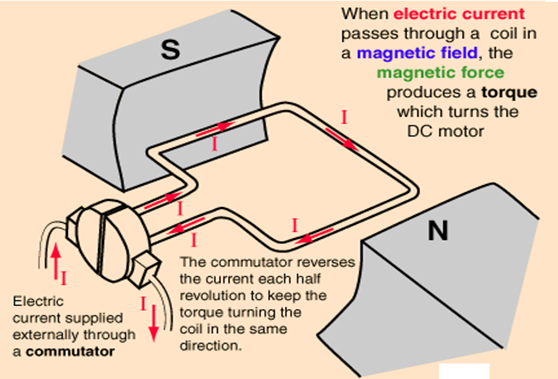 When electric current
passes through a coil in
a magnetic field, the
magnetic force
produces a torque
which turns the
DC motor
S
I
I
I
I
I
N
I
I
The commutator reverses
the current each half
revolution to keep the
torque turning the
coil in the same
direction.
Electric
current supplied
externally through
a commutator